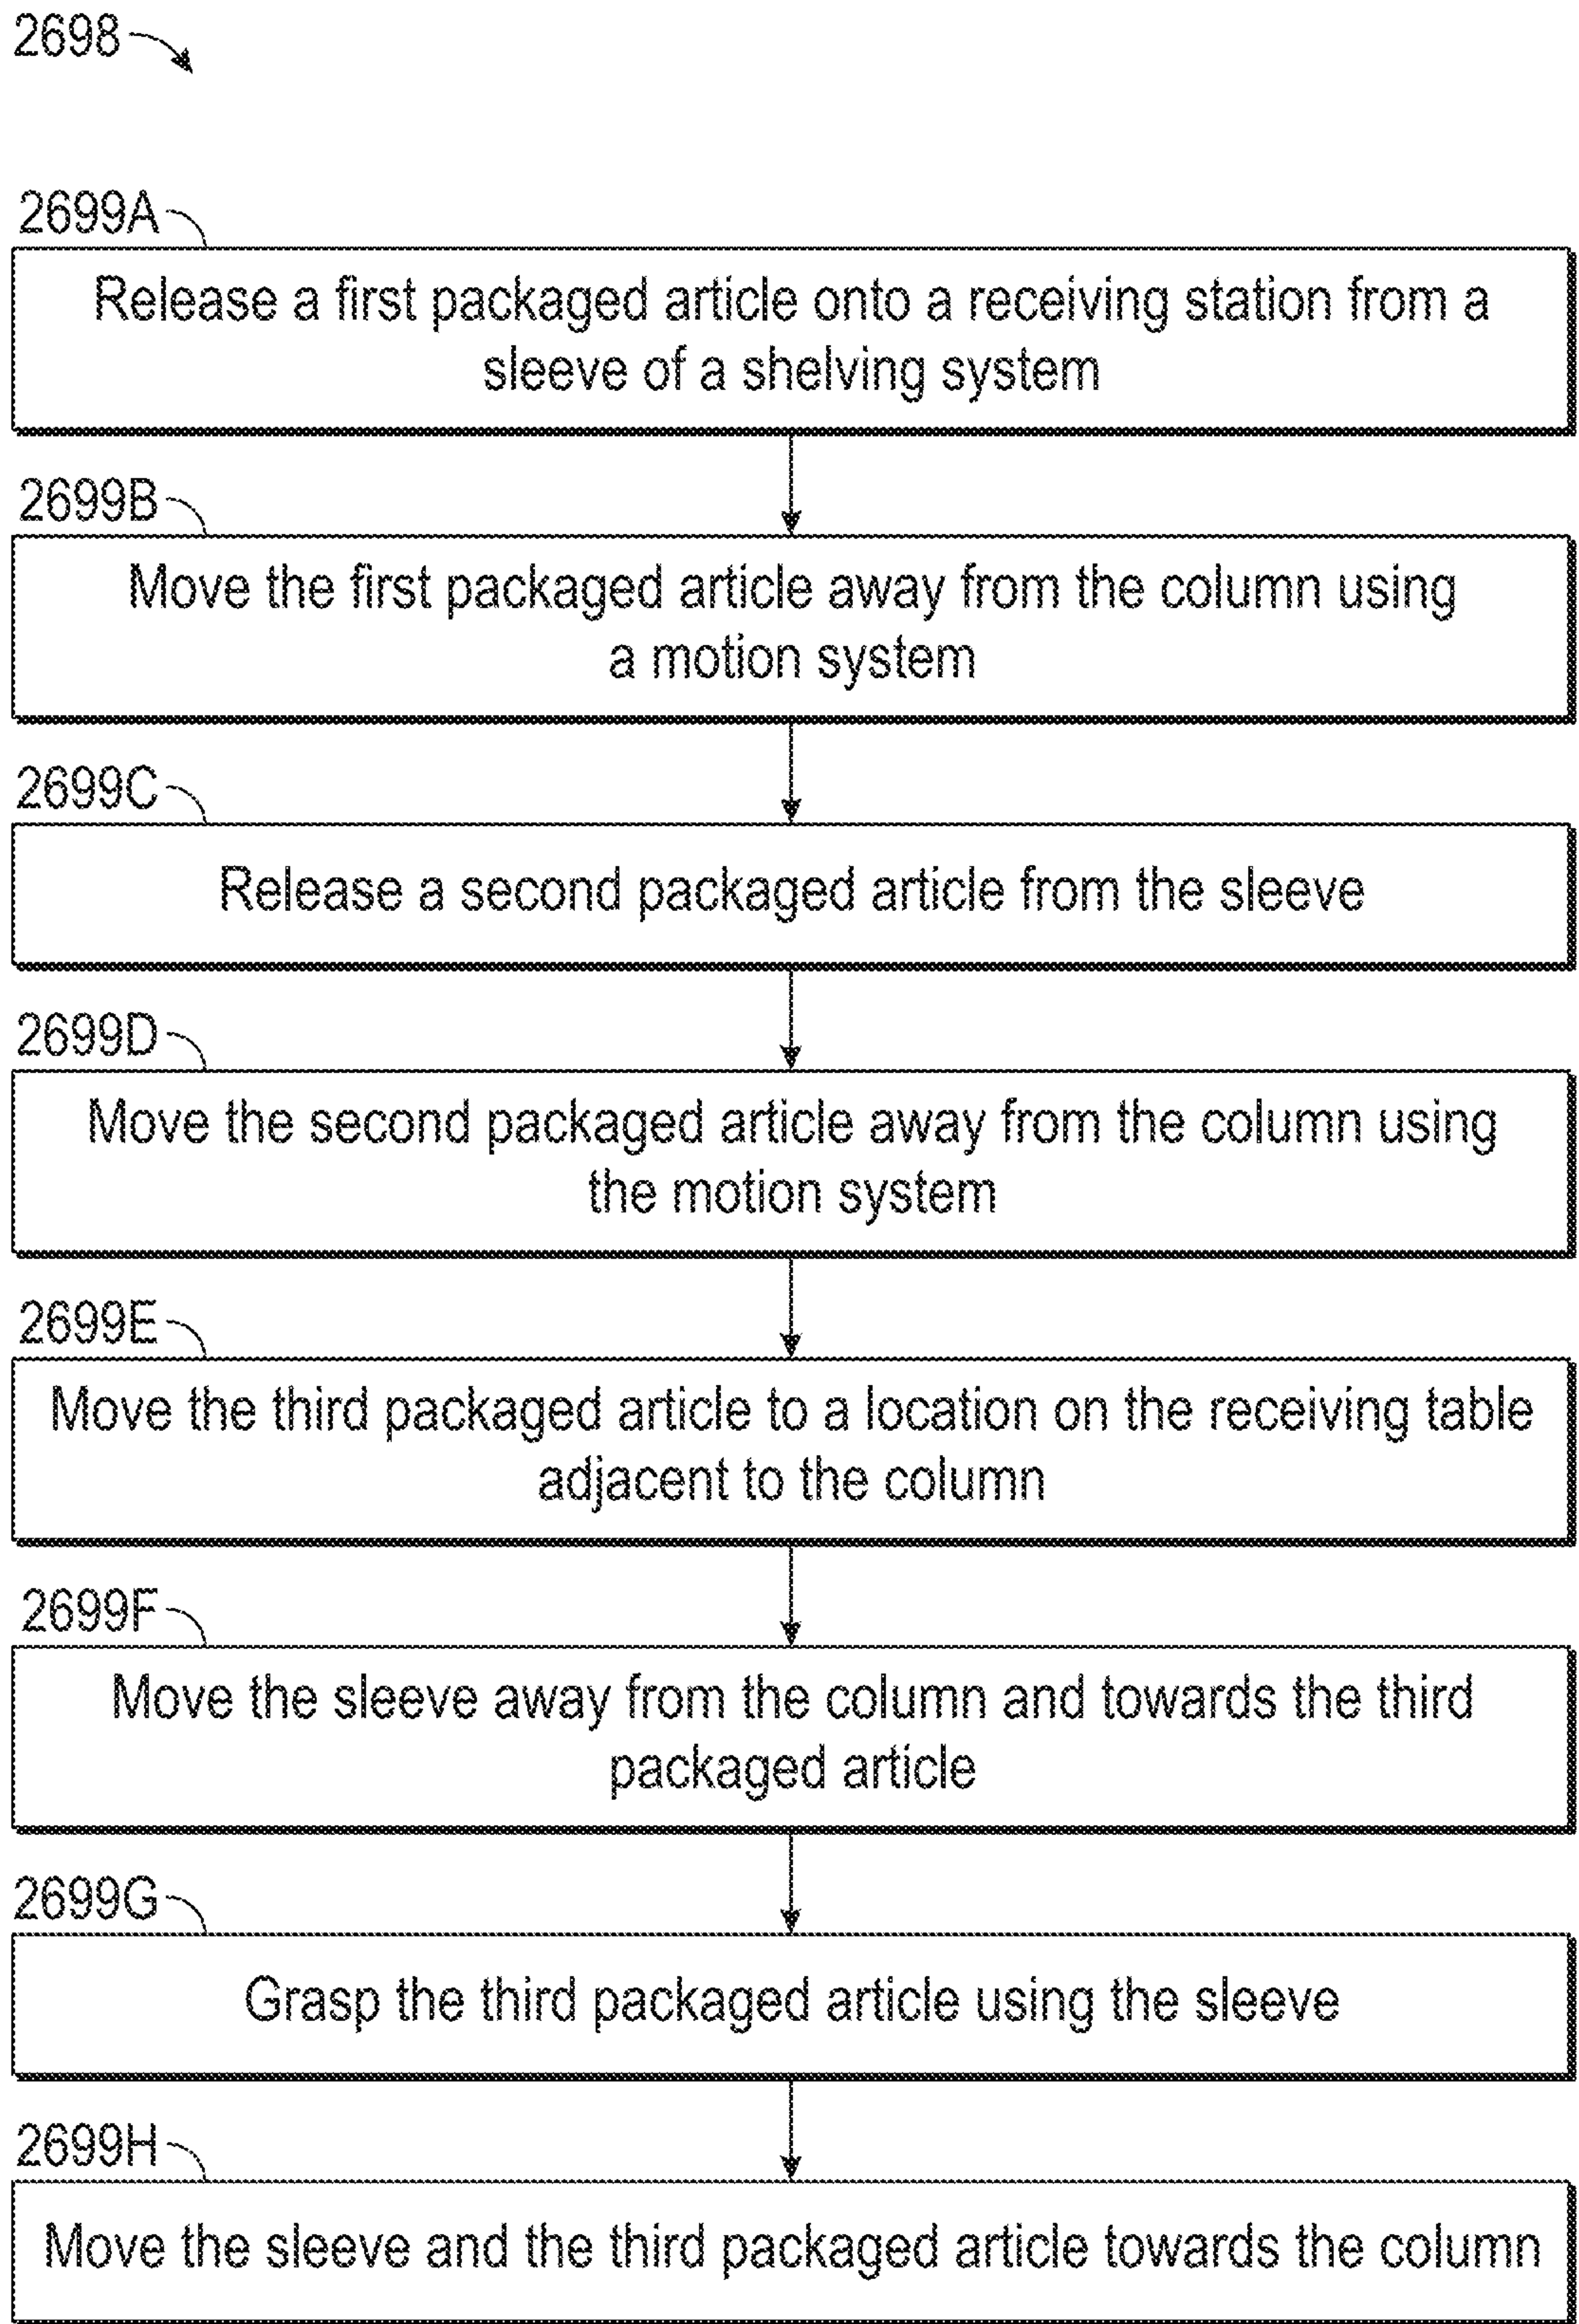 2698
2699A
Release a first packaged article onto a receiving station from a
sleeve of a shelving system
2699B
Move the first packaged article away from the column using
a motion system
2699C
Release a second packaged article from the sleeve
2699D
Move the second packaged article away from the column using
the motion system
2699E
Move the third packaged article to a location on the receiving table
adjacent to the column
2699F
Move the sleeve away from the column and towards the third
packaged article
2699G
Grasp the third packaged article using the sleeve
2699H
Move the sleeve and the third packaged article towards the column